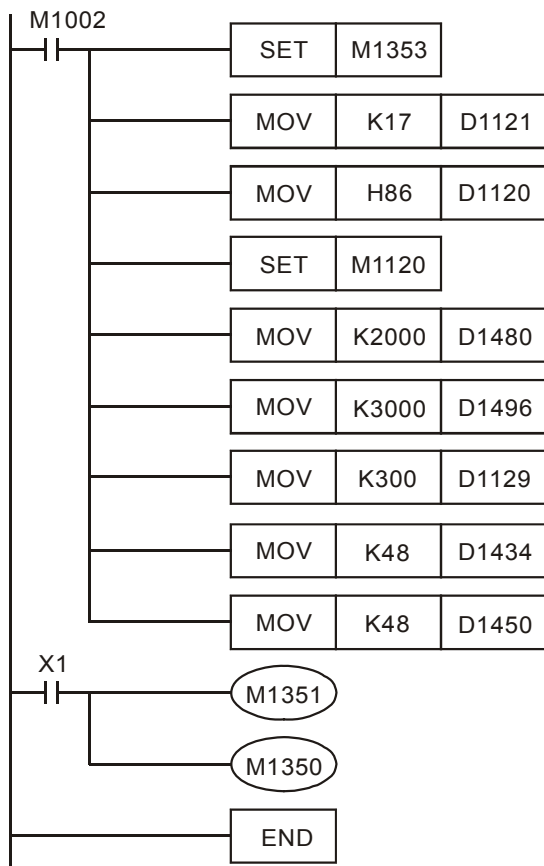 M1002
SET M1353
MOV K17 D1121
MOV H86 D1120
SET M1120
MOV K2000 D1480
MOV K3000 D1496
MOV K300 D1129
MOV K48 D1434
MOV K48 D1450
X1
M1351
M1350
END